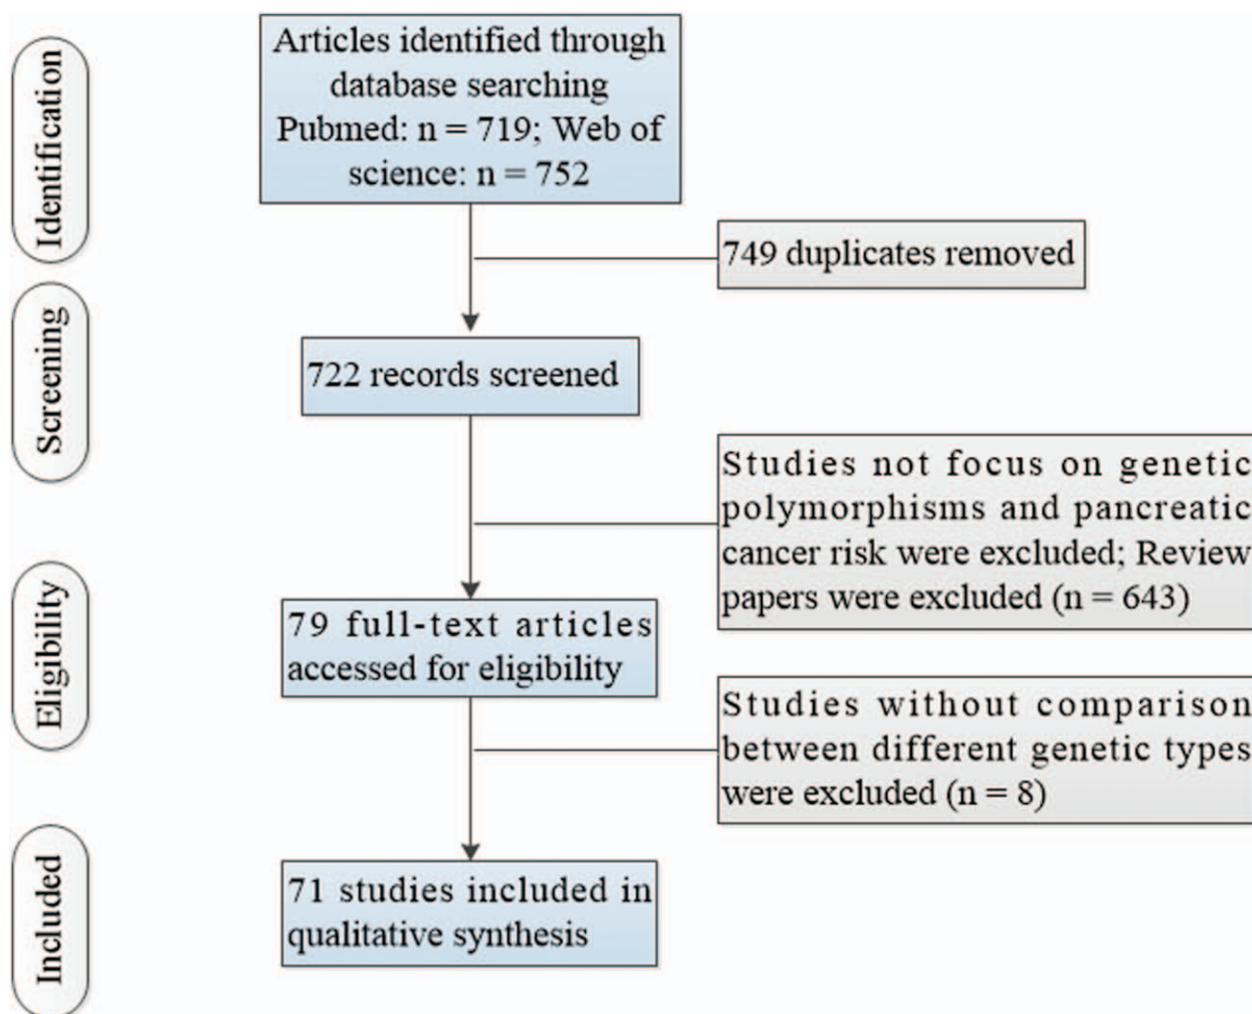 Identification
Articles identified through
database searching
Pubmed: n = 719; Web of
science: n = 752
749 duplicates removed
Screening
722 records screened
Studies not focus on genetic
polymorphisms and pancreatic
cancer risk were excluded; Review
papers were excluded (n = 643)
Eligibility
79 full-text articles
accessed for eligibility
Studies without comparison
between different genetic types
were excluded (n = 8)
Included
71 studies included in
qualitative synthesis